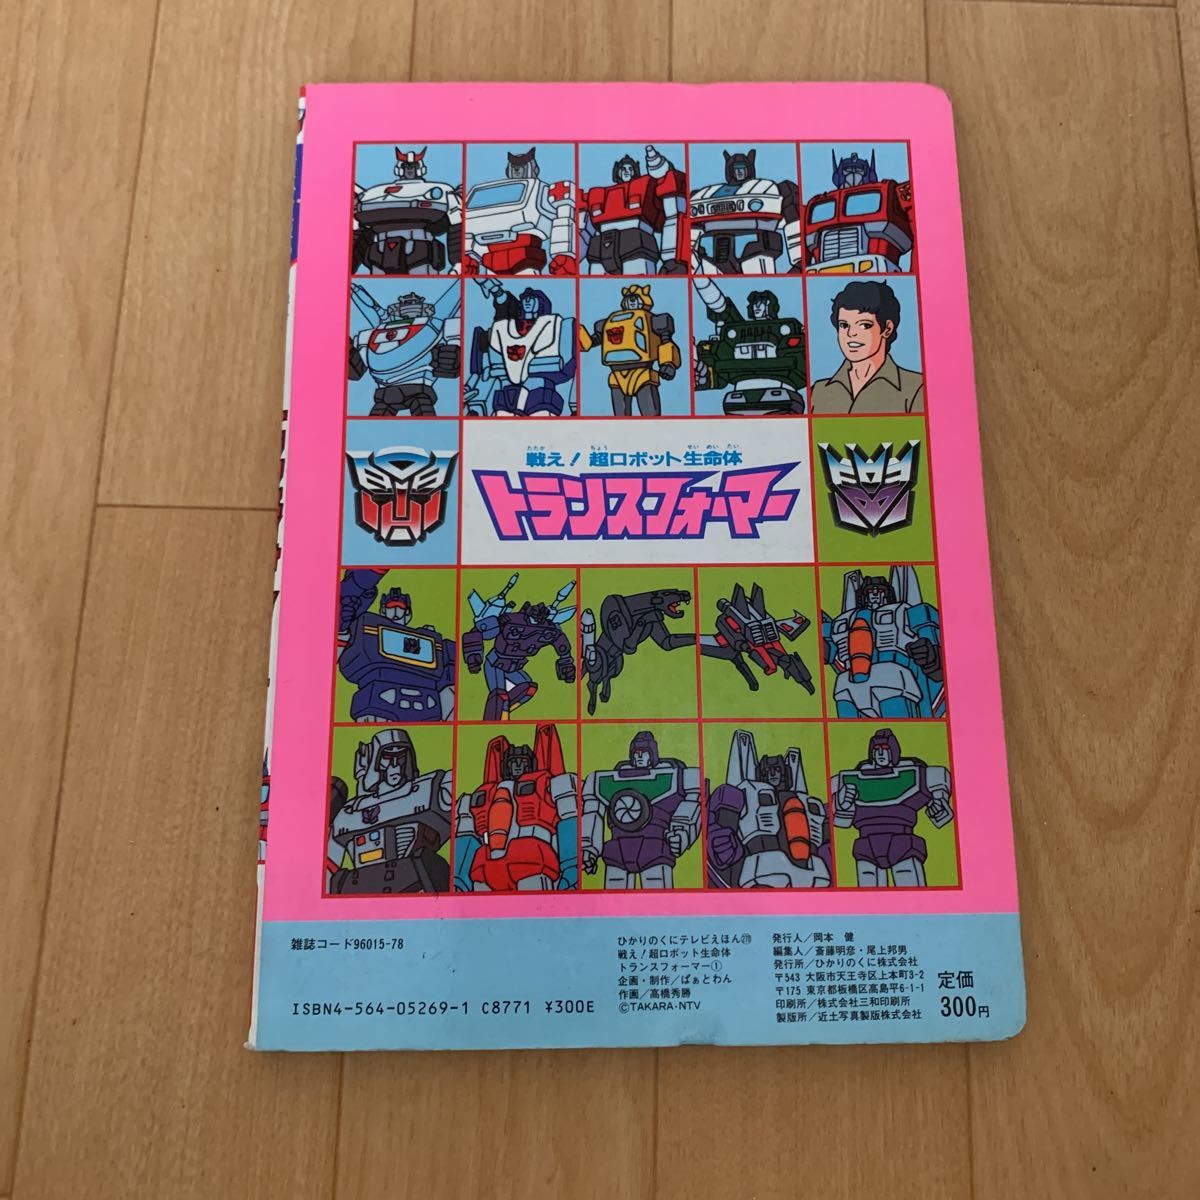 たたか ちょう せい めい たい
戦え! 超ロボット生命体
トランスフォーマー
雑誌コード96015-78
ISBN4-564-05269-1 C8771 ¥300E
ひかりのくにテレビえほん
戦え!超ロボット生命体
トランスフォーマー①
企画・制作/ぱぁとわん
作画/高橋秀勝
©TAKARA・NTV
発行人/岡本 健
編集人/斎藤明彦・尾上邦男
発行所/ひかりのくに株式会社
〒543 大阪市天王寺区上本町3-2
〒175 東京都板橋区高島平6-1-1
印刷所/株式会社三和印刷所
製版所/近土写真製版株式会社
定価
300円